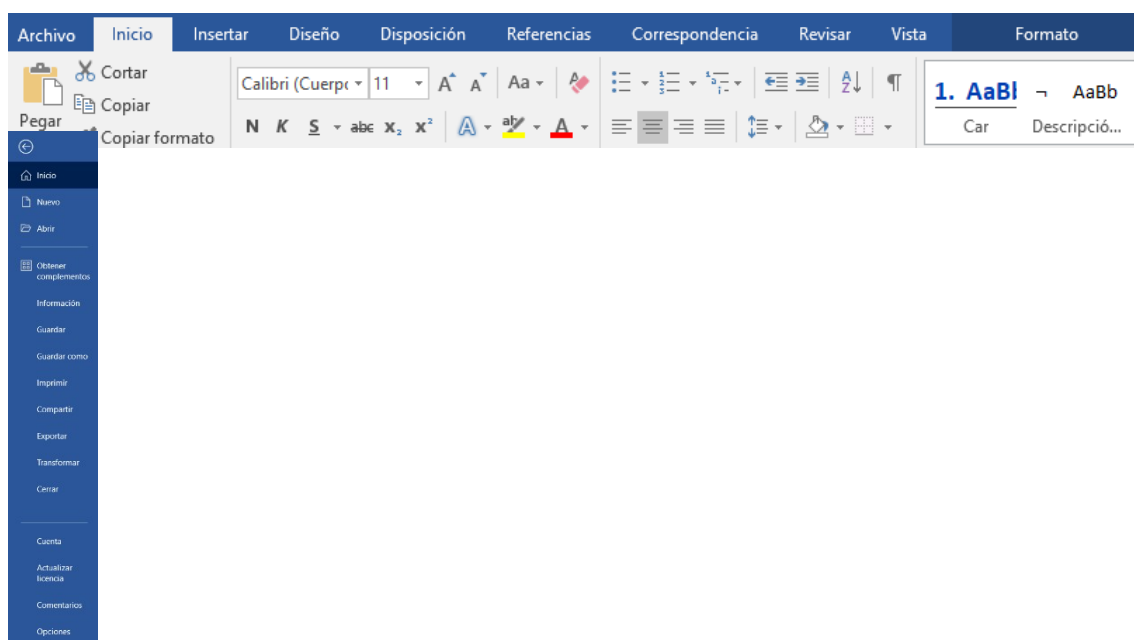 Archivo Inicio Insertar Diseño Disposición Referencias Correspondencia Revisar Vista Formato
Cortar
Copiar
Pegar
Copiar formato
Calibri (Cuerpo 11 Aa
N K S abc x₂ x² A aby A
1. AaBl ¬ AaBb
Car Descripció...
Inicio
Nuevo
Abrir
Obtener
complementos
Información
Guardar
Guardar como
Imprimir
Compartir
Exportar
Transformar
Cerrar
Cuenta
Actualizar
licencia
Comentarios
Opciones